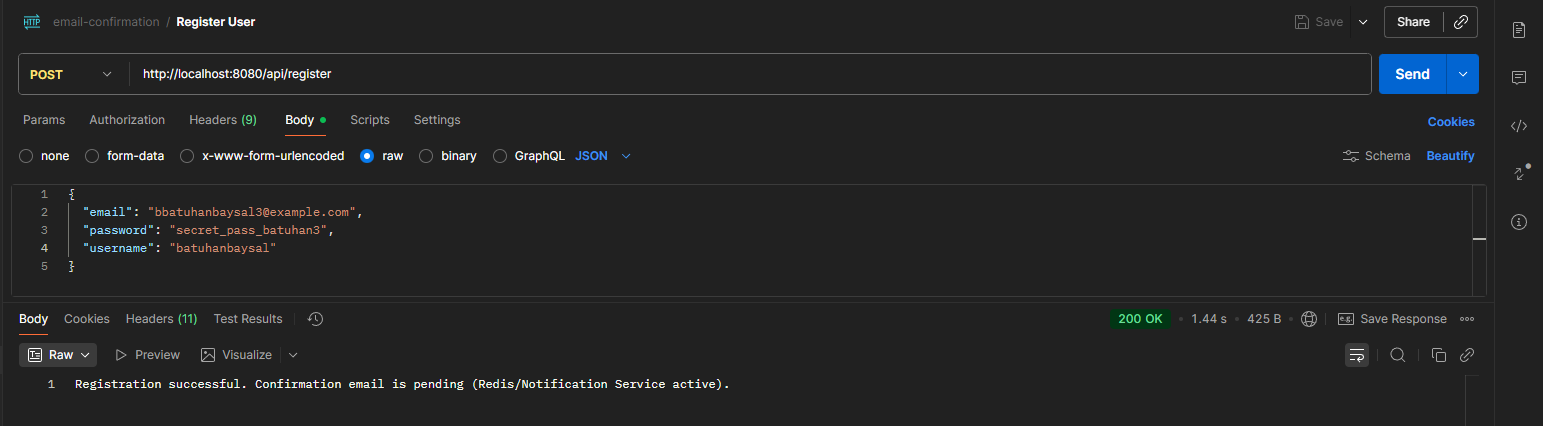 HTTP email-confirmation / Register User Save Share
POST http://localhost:8080/api/register Send
Params Authorization Headers (9) Body Scripts Settings Cookies
none form-data x-www-form-urlencoded raw binary GraphQL JSON Schema Beautify
1 {
2 "email": "bbatuhanbaysal3@example.com",
3 "password": "secret_pass_batuhan3",
4 "username": "batuhanbaysal"
5 }
Body Cookies Headers (11) Test Results 200 OK • 1.44 s • 425 B • e.g. Save Response
Raw Preview Visualize
1 Registration successful. Confirmation email is pending (Redis/Notification Service active).